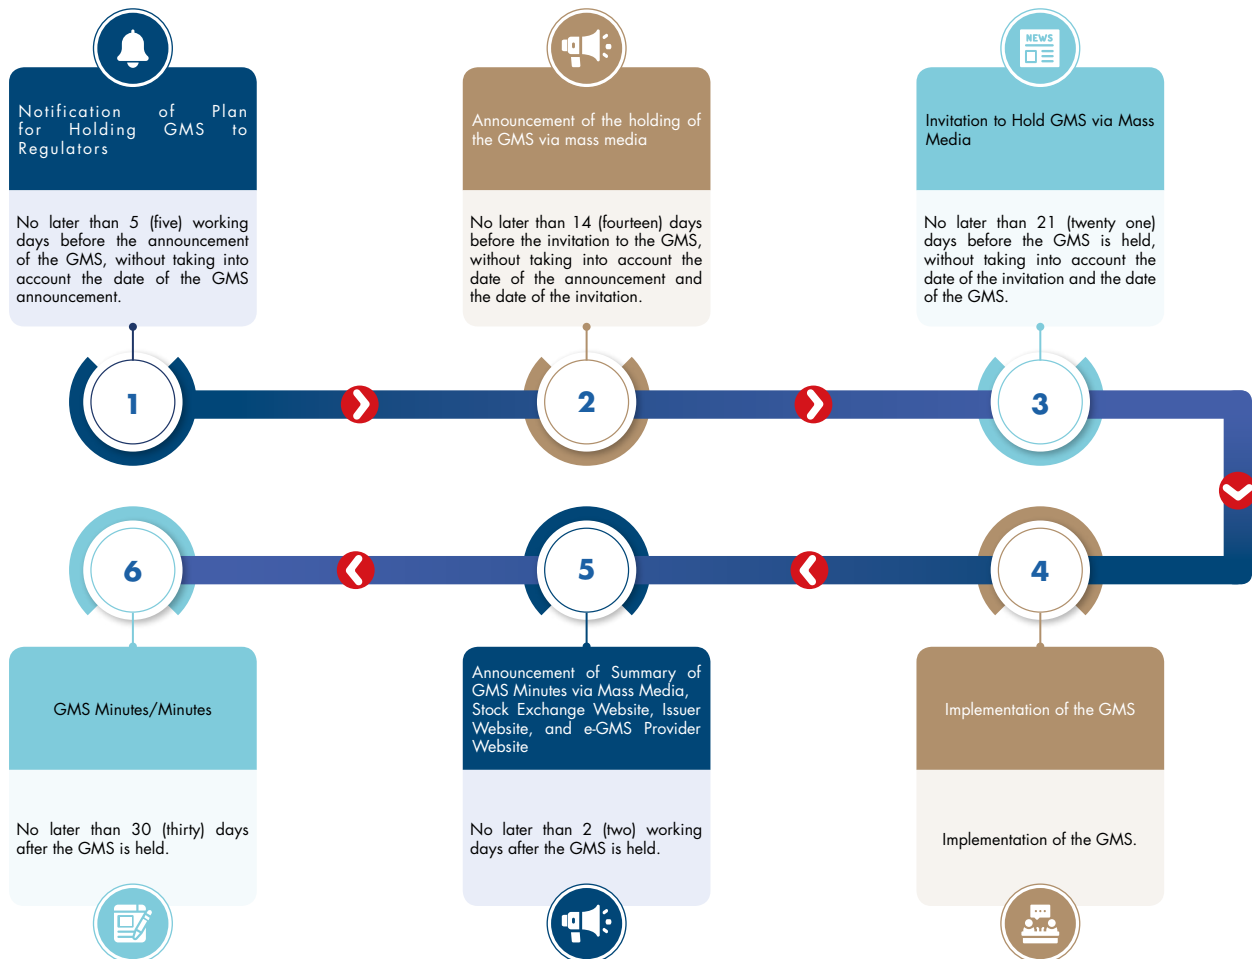 Notification of Plan
for Holding GMS to
Regulators
No later than 5 (five) working
days before the announcement
of the GMS, without taking into
account the date of the GMS
announcement.
1
Announcement of the holding of
the GMS via mass media
No later than 14 (fourteen) days
before the invitation to the GMS,
without taking into account the
date of the announcement and
the date of the invitation.
2
NEWS
Invitation to Hold GMS via Mass
Media
No later than 21 (twenty one)
days before the GMS is held,
without taking into account the
date of the invitation and the date
of the GMS.
3
4
Implementation of the GMS
Implementation of the GMS.
5
Announcement of Summary of
GMS Minutes via Mass Media,
Stock Exchange Website, Issuer
Website, and e-GMS Provider
Website
No later than 2 (two) working
days after the GMS is held.
6
GMS Minutes/Minutes
No later than 30 (thirty) days
after the GMS is held.